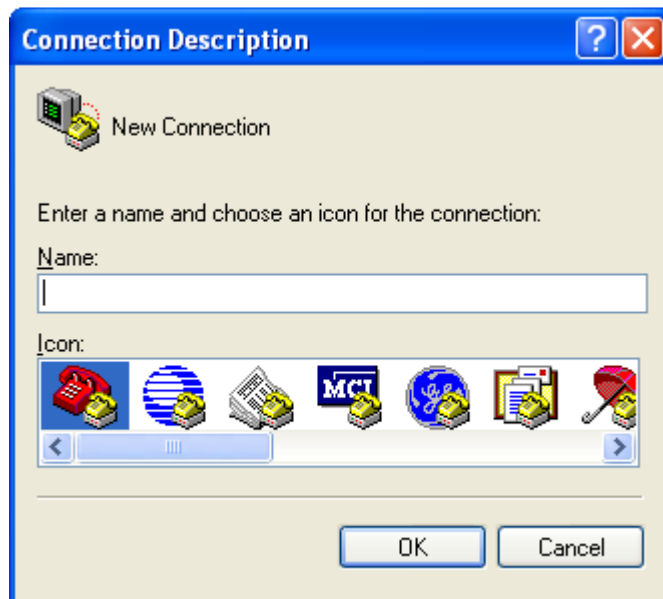 Connection Description
New Connection
Enter a name and choose an icon for the connection:
Name:
Icon:
MCI
OK Cancel